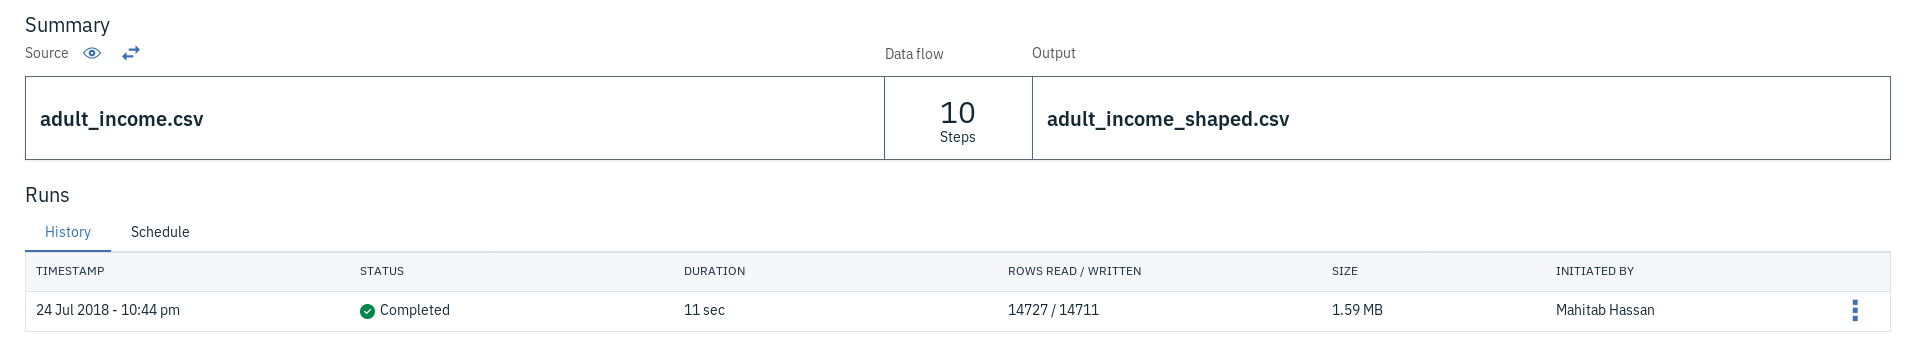 Summary
Source Data flow Output
adult_income.csv 10 Steps adult_income_shaped.csv
Runs
History Schedule
TIMESTAMP STATUS DURATION ROWS READ / WRITTEN SIZE INITIATED BY
24 Jul 2018 - 10:44 pm Completed 11 sec 14727 / 14711 1.59 MB Mahitab Hassan